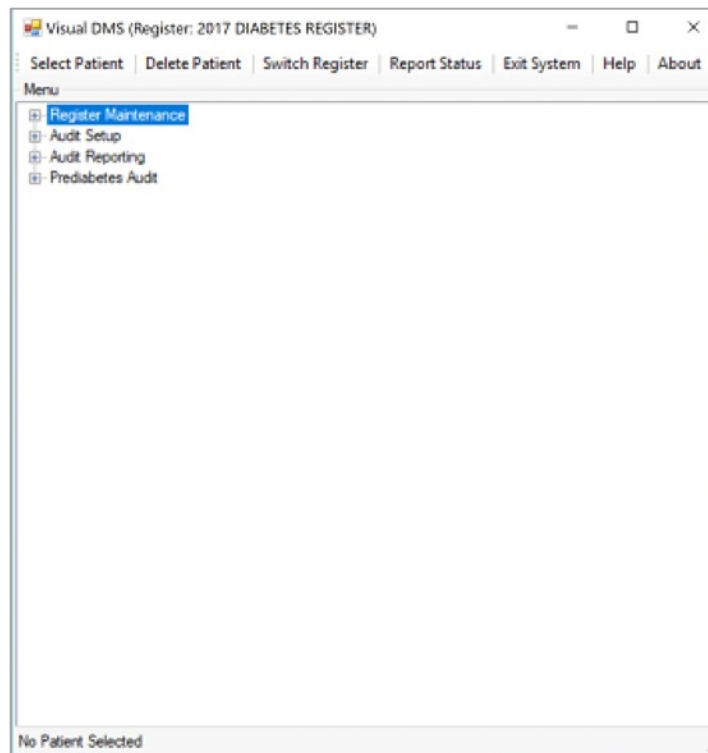 Visual DMS (Register: 2017 DIABETES REGISTER)
Select Patient Delete Patient Switch Register Report Status Exit System Help About
Menu
Register Maintenance
Audit Setup
Audit Reporting
Prediabetes Audit
No Patient Selected